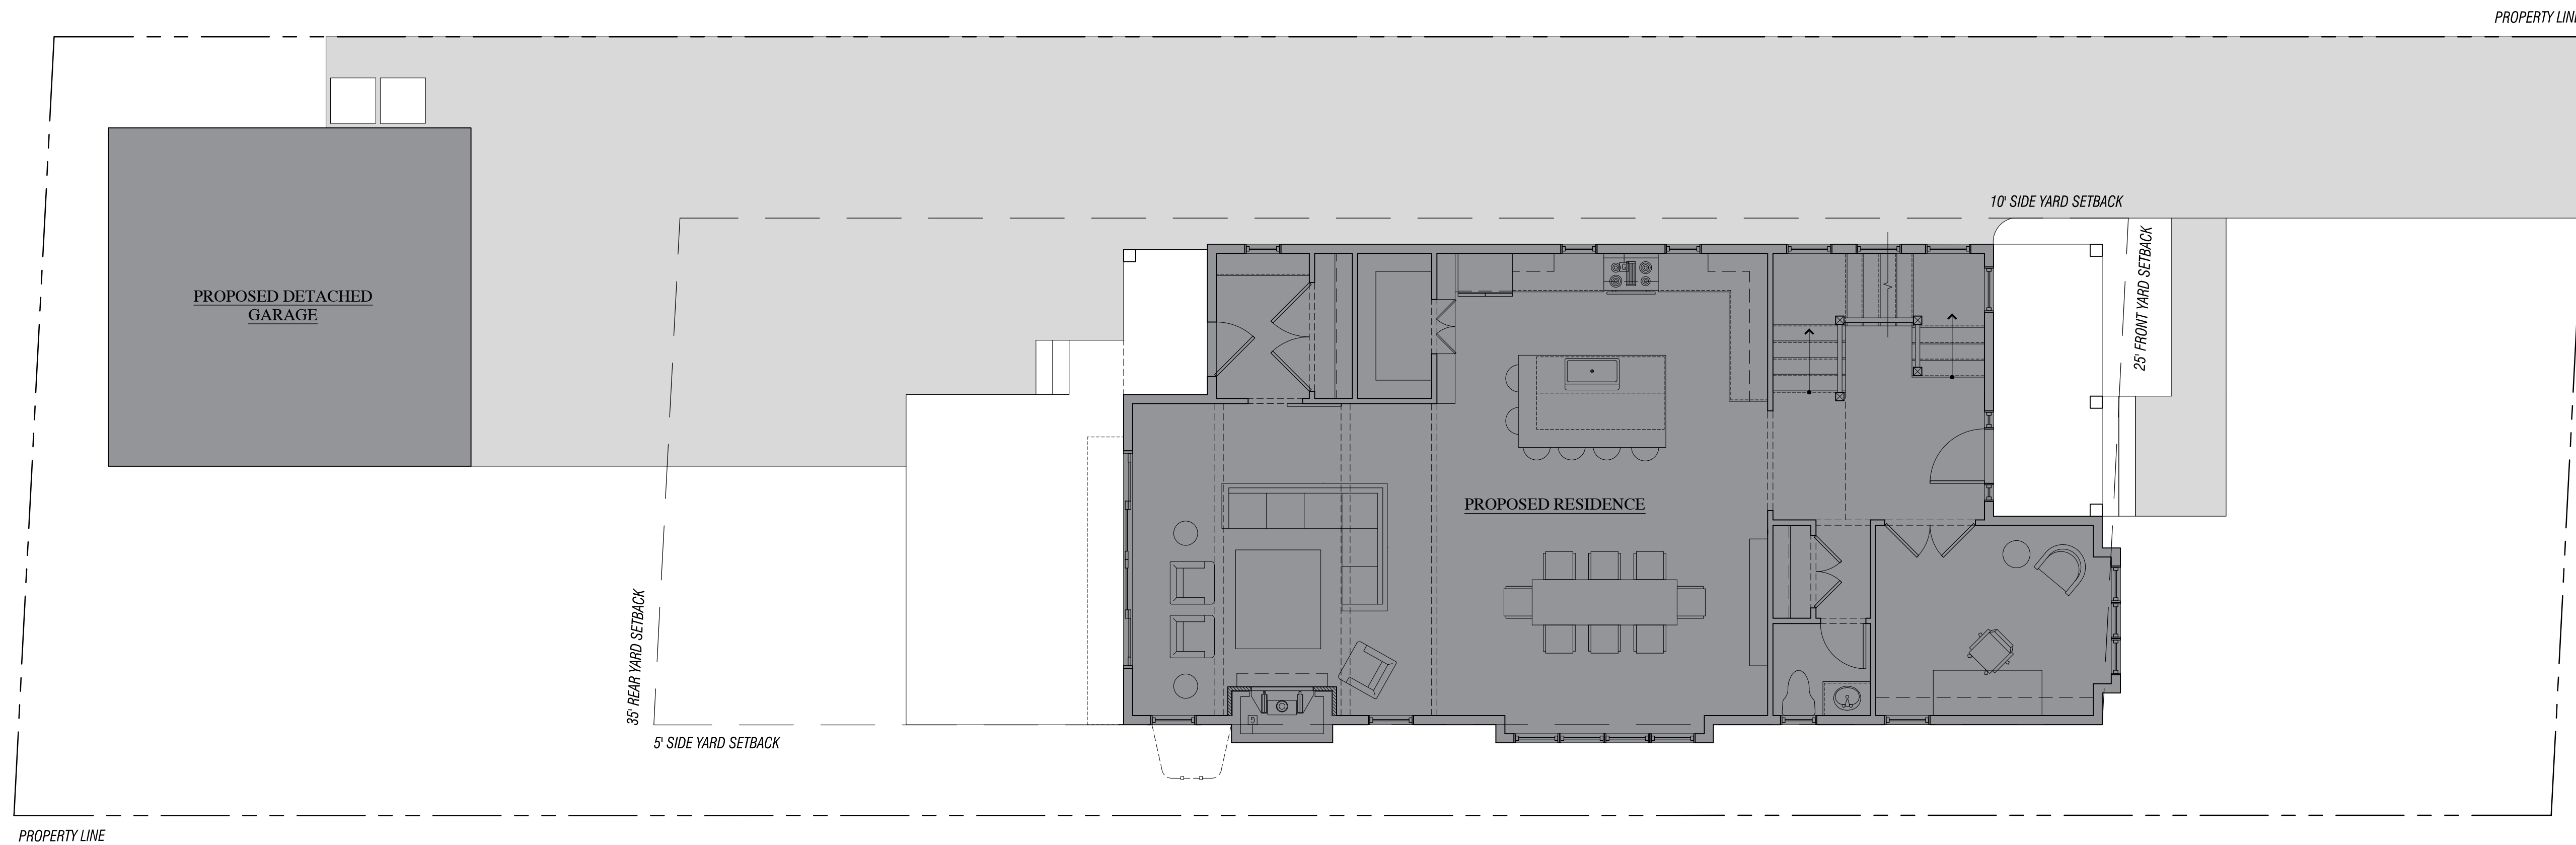 PROPERTY LINE
10' SIDE YARD SETBACK
25' FRONT YARD SETBACK
PROPOSED DETACHED
GARAGE
PROPOSED RESIDENCE
35' REAR YARD SETBACK
5' SIDE YARD SETBACK
PROPERTY LINE